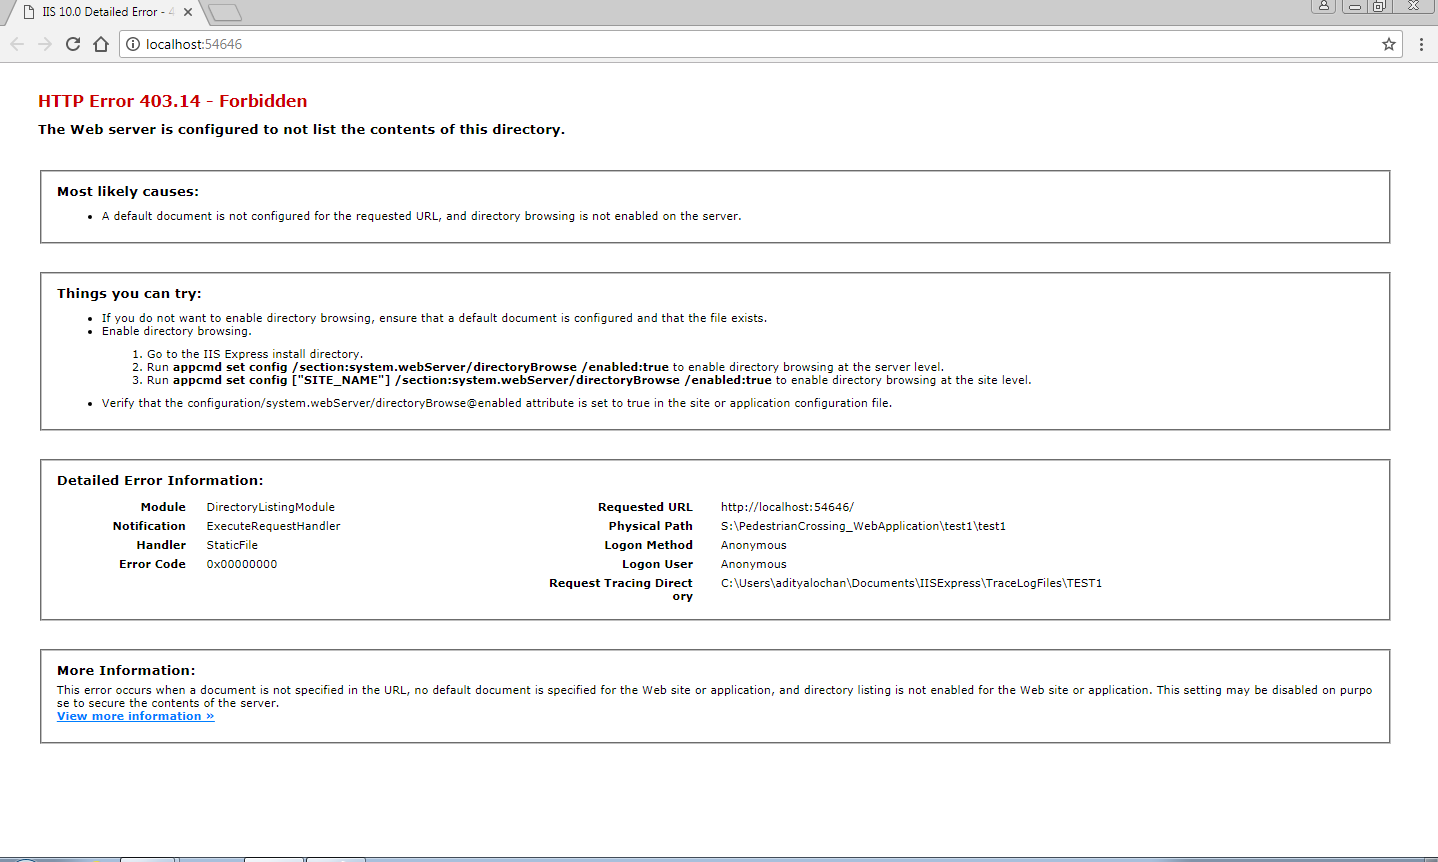 IIS 10.0 Detailed Error - 4
localhost:54646
HTTP Error 403.14 - Forbidden
The Web server is configured to not list the contents of this directory.
Most likely causes:
• A default document is not configured for the requested URL, and directory browsing is not enabled on the server.
Things you can try:
• If you do not want to enable directory browsing, ensure that a default document is configured and that the file exists.
• Enable directory browsing.
1. Go to the IIS Express install directory.
2. Run appcmd set config /section:system.webServer/directoryBrowse /enabled:true to enable directory browsing at the server level.
3. Run appcmd set config ["SITE_NAME"] /section:system.webServer/directoryBrowse /enabled:true to enable directory browsing at the site level.
• Verify that the configuration/system.webServer/directoryBrowse@enabled attribute is set to true in the site or application configuration file.
Detailed Error Information:
Module DirectoryListingModule
Notification ExecuteRequestHandler
Handler StaticFile
Error Code 0x00000000
Requested URL http://localhost:54646/
Physical Path S:\PedestrianCrossing_WebApplication\test1\test1
Logon Method Anonymous
Logon User Anonymous
Request Tracing Direct C:\Users\adityalochan\Documents\IISExpress\TraceLogFiles\TEST1
ory
More Information:
This error occurs when a document is not specified in the URL, no default document is specified for the Web site or application, and directory listing is not enabled for the Web site or application. This setting may be disabled on purpo
se to secure the contents of the server.
View more information »